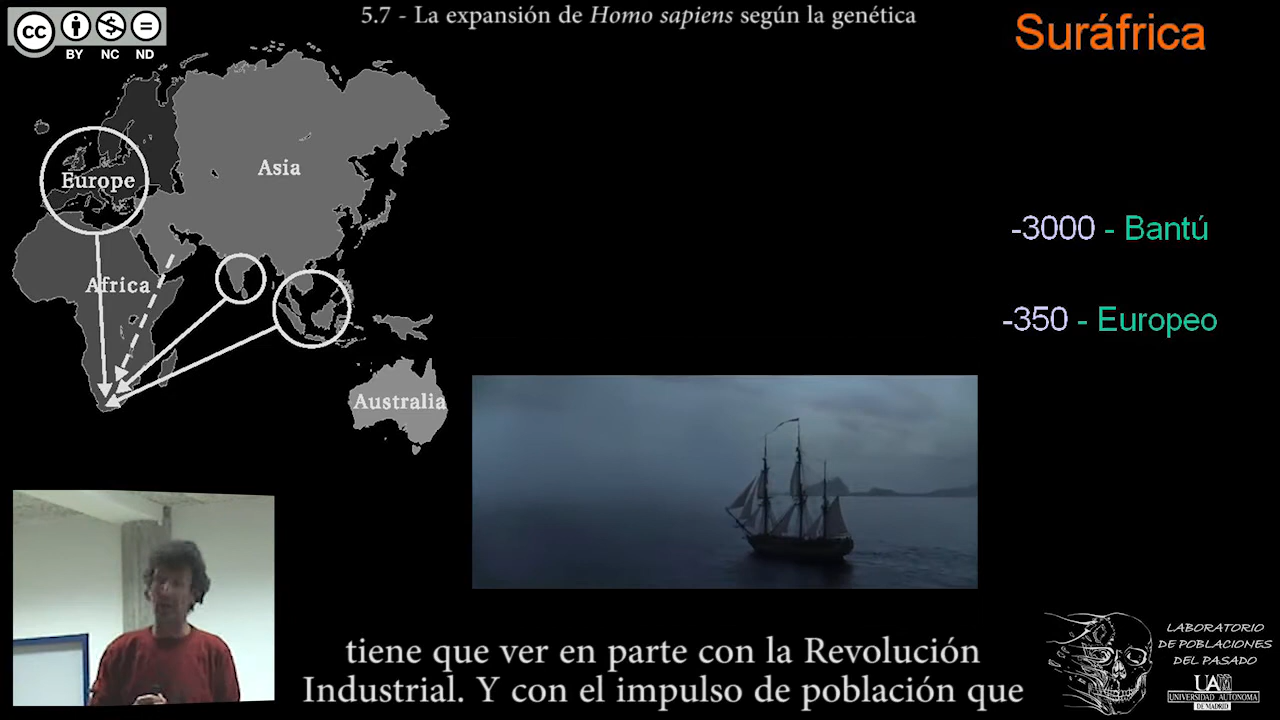 5.7 - La expansión de Homo sapiens según la genética
cc
BY NC ND
Suráfrica
Europe
Asia
Africa
Australia
-3000 - Bantú
-350 - Europeo
tiene que ver en parte con la Revolución
Industrial. Y con el impulso de población que
LABORATORIO
DE POBLACIONES
DEL PASADO
UAM
UNIVERSIDAD AUTONOMA
DE MADRID